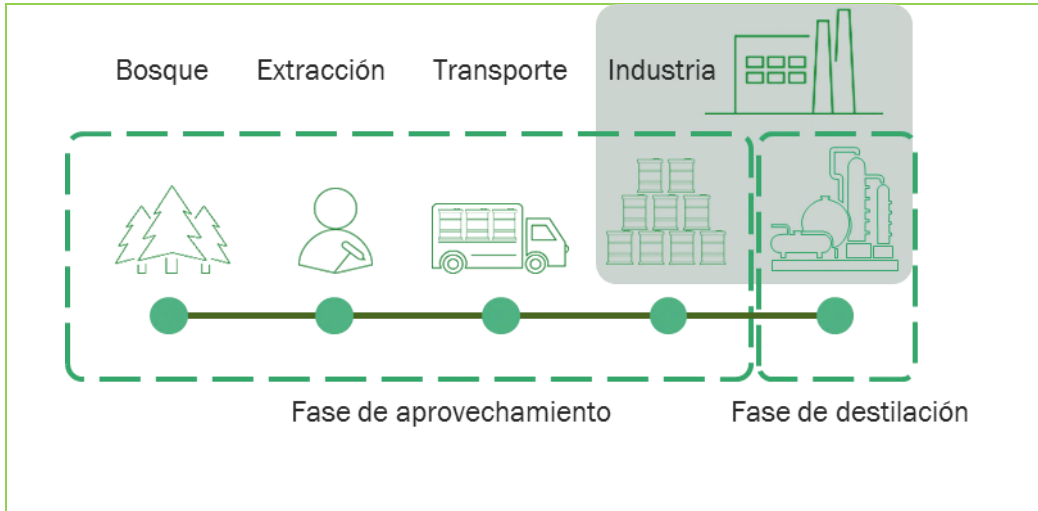 Bosque Extracción Transporte Industria
Fase de aprovechamiento Fase de destilación